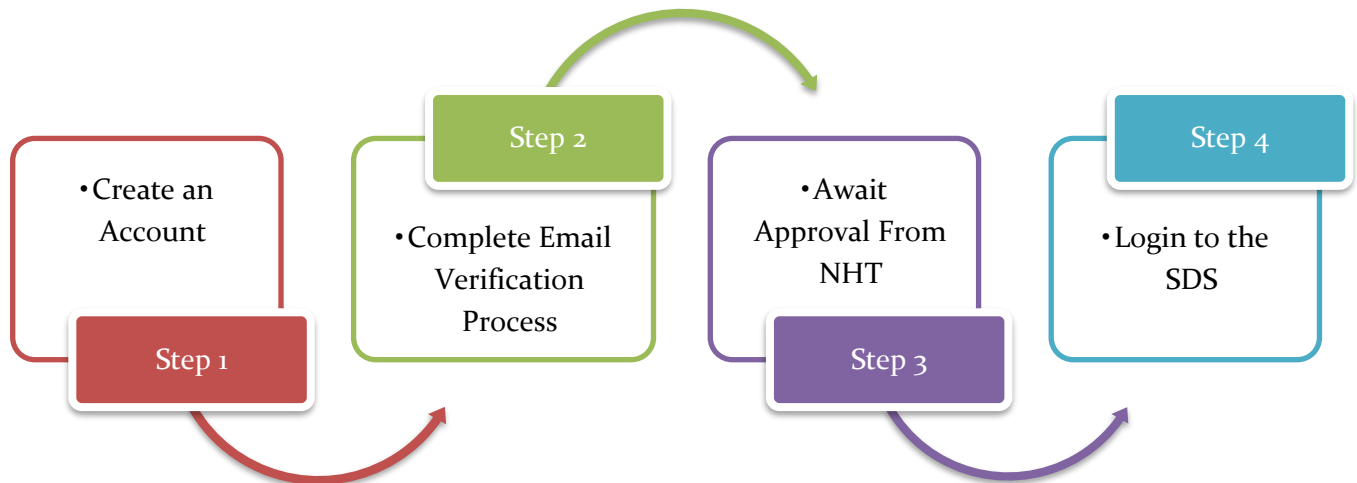 • Create an
Account
Step 1
Step 2
• Complete Email
Verification
Process
• Await
Approval From
NHT
Step 3
Step 4
• Login to the
SDS